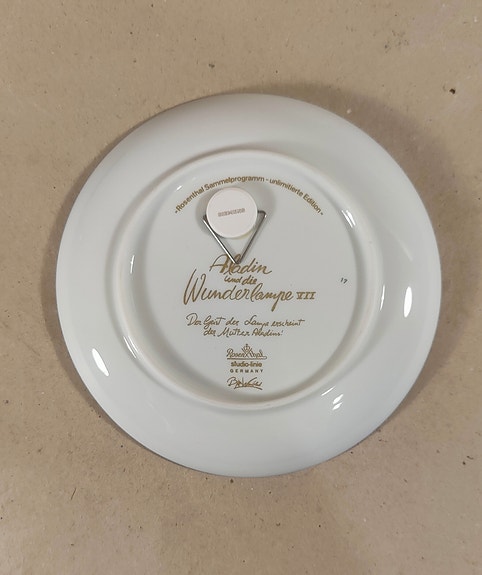 -Rosenthal Sammelprogramm - unlimitierte Edition-
Aladin
und die
Wunderlampe VII
Der Geist der Lampe erscheint
der Mutter Aladins!
Rosenthal
studio-linie
GERMANY
17